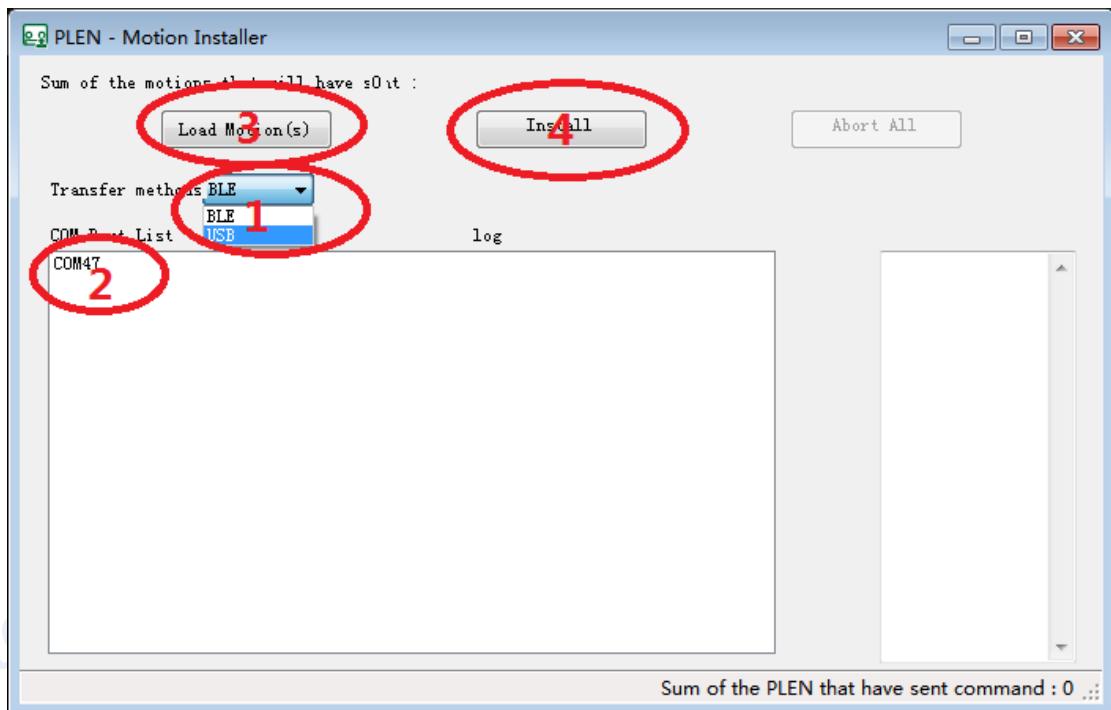 PLEN - Motion Installer
Sum of the motions that will have s0ut :
3
Load Motion(s)
4
Install
Abort All
Transfer methods BLE
BLE
1
USB
COM Port List
log
COM47
2
Sum of the PLEN that have sent command : 0